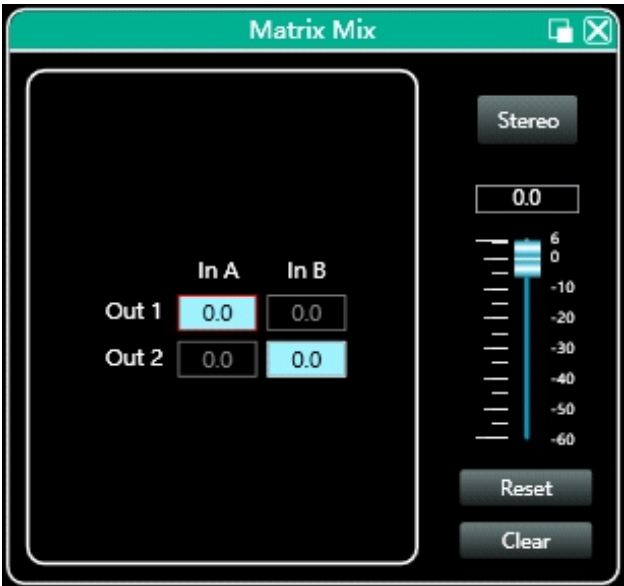 Matrix Mix
Stereo
0.0
6
0
-10
-20
-30
-40
-50
-60
In A In B
Out 1 0.0 0.0
Out 2 0.0 0.0
Reset
Clear